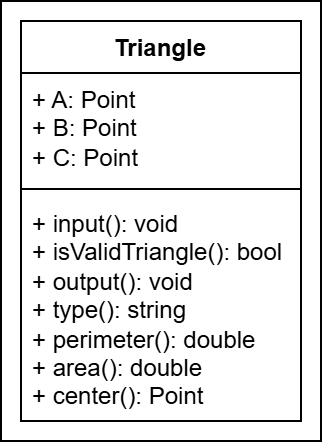 Triangle
+ A: Point
+ B: Point
+ C: Point
+ input(): void
+ isValidTriangle(): bool
+ output(): void
+ type(): string
+ perimeter(): double
+ area(): double
+ center(): Point